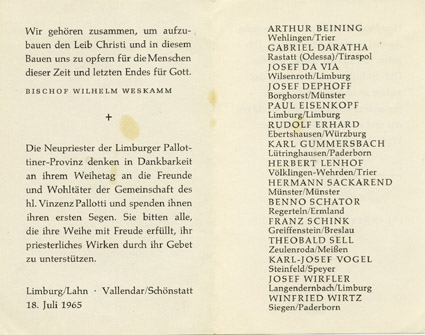 Wir gehören zusammen, um aufzu-
bauen den Leib Christi und in diesem
Bauen uns zu opfern für die Menschen
dieser Zeit und letzten Endes für Gott.
BISCHOF WILHELM WESKAMM
Die Neupriester der Limburger Pallot-
tiner-Provinz denken in Dankbarkeit
an ihrem Weihetag an die Freunde
und Wohltäter der Gemeinschaft des
hl. Vinzenz Pallotti und spenden ihnen
ihren ersten Segen. Sie bitten alle,
die ihre Weihe mit Freude erfüllt, ihr
priesterliches Wirken durch ihr Gebet
zu unterstützen.
Limburg/Lahn · Vallendar/Schönstatt
18. Juli 1965
ARTHUR BEINING
Wehlingen/Trier
GABRIEL DARATHA
Rastatt (Odessa)/Tiraspol
JOSEF DA VIA
Wilsenroth/Limburg
JOSEF DEPHOFF
Borghorst/Münster
PAUL EISENKOPF
Limburg/Limburg
RUDOLF ERHARD
Ebertshausen/Würzburg
KARL GUMMERSBACH
Lütringhausen/Paderborn
HERBERT LENHOF
Völklingen-Wehrden/Trier
HERMANN SACKAREND
Münster/Münster
BENNO SCHATOR
Regerteln/Ermland
FRANZ SCHINK
Greiffenstein/Breslau
THEOBALD SELL
Zeulenroda/Meißen
KARL-JOSEF VOGEL
Steinfeld/Speyer
JOSEF WIRFLER
Langendernbach/Limburg
WINFRIED WIRTZ
Siegen/Paderborn